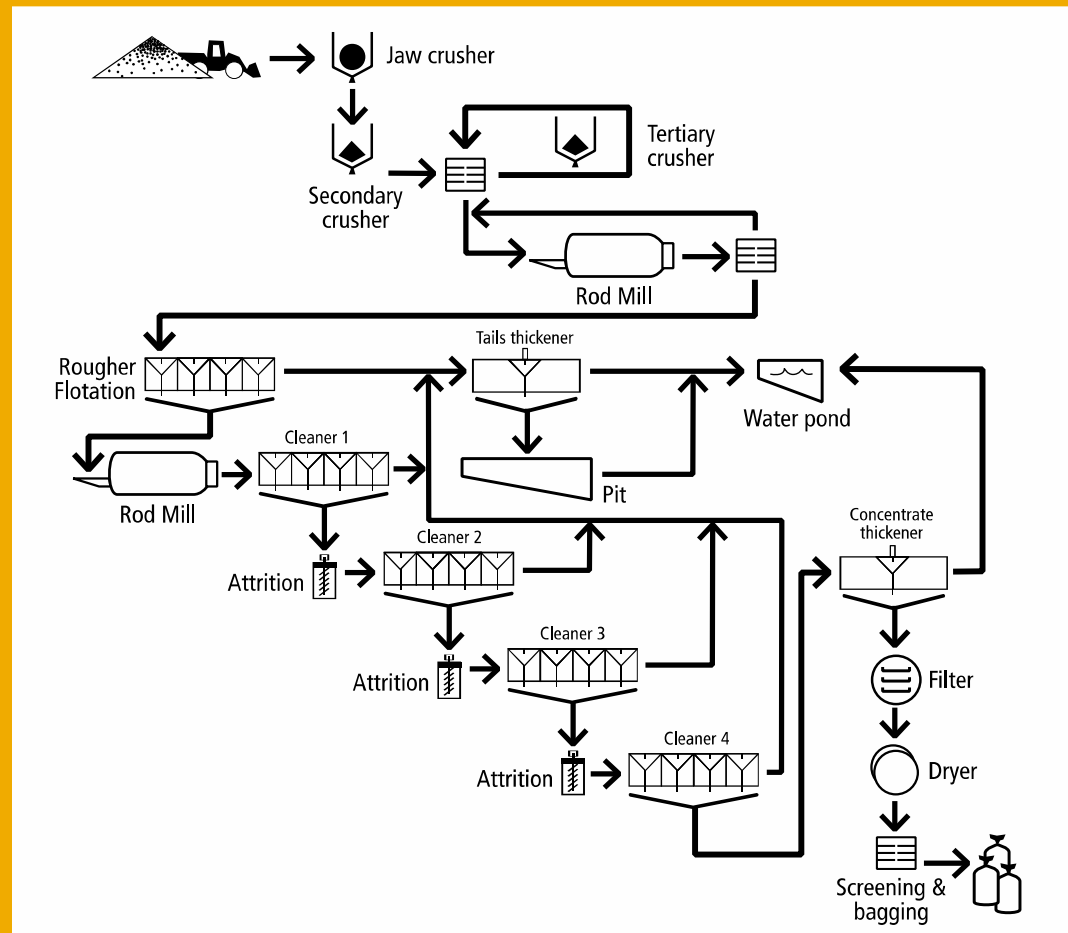 Jaw crusher
Tertiary
crusher
Secondary
crusher
Rod Mill
Tails thickener
Rougher
Flotation
Water pond
Cleaner 1
Pit
Rod Mill
Concentrate
thickener
Cleaner 2
Attrition
Cleaner 3
Attrition
Filter
Cleaner 4
Attrition
Dryer
Screening &
bagging